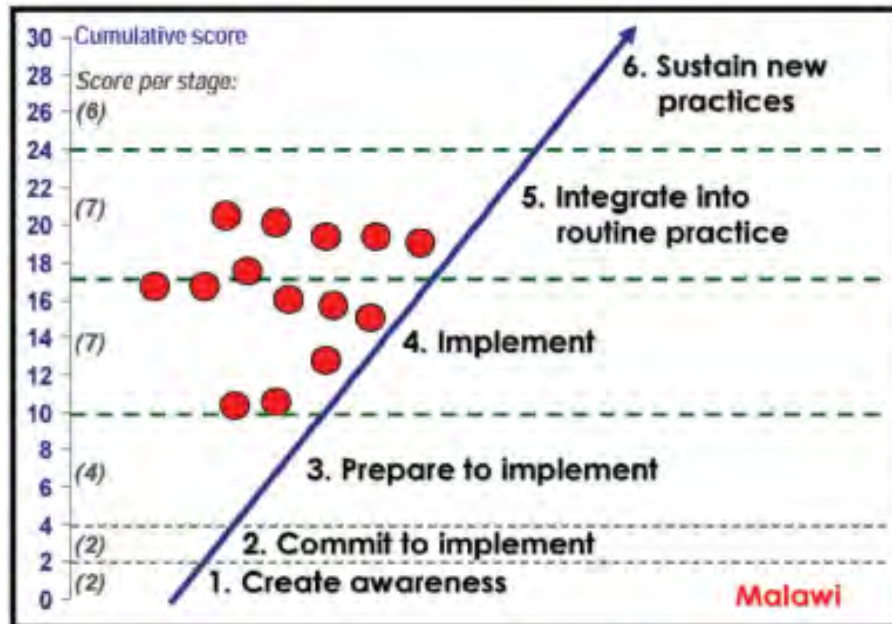 Cumulative score
Score per stage:
30
28
26
24
22
20
18
16
14
12
10
8
6
4
2
0
(6)
(7)
(7)
(4)
(2)
(2)
6. Sustain new
practices
5. Integrate into
routine practice
4. Implement
3. Prepare to implement
2. Commit to implement
1. Create awareness
Malawi